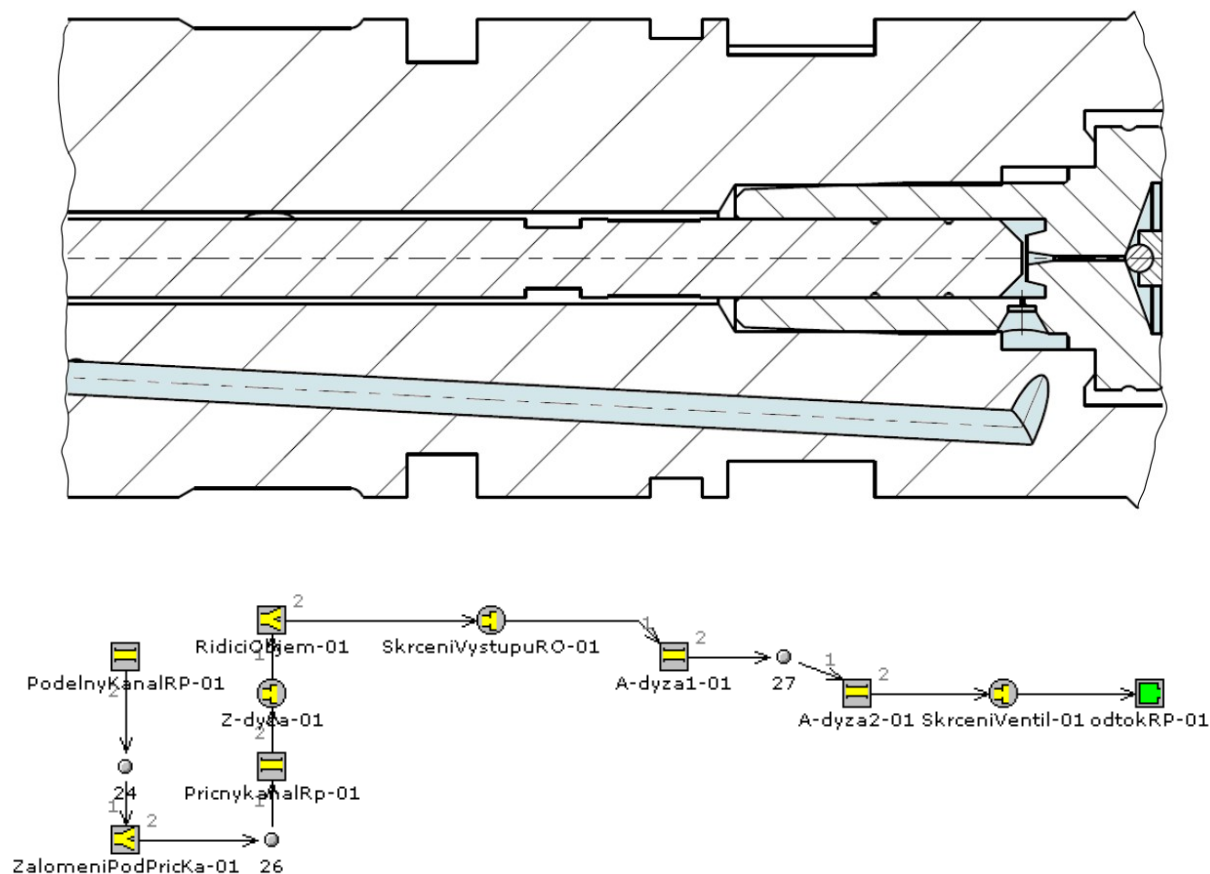 2
RidiciObjem-01
1
SkrceniVystupuRO-01
1
2
A-dyza1-01
27
PodelnyKanalRP-01
2
Z-dyza-01
2
1
2
A-dyza2-01
SkrceniVentil-01
odtokRP-01
24
1
PricnykanalRp-01
1
2
ZalomeniPodPricKa-01
26